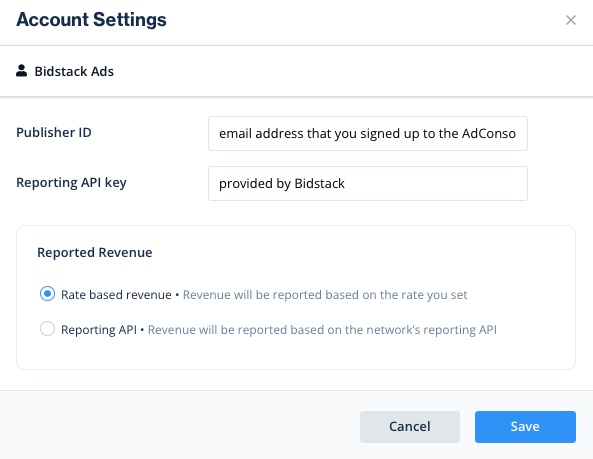 Account Settings
Bidstack Ads
Publisher ID
email address that you signed up to the AdConso
Reporting API key
provided by Bidstack
Reported Revenue
Rate based revenue • Revenue will be reported based on the rate you set
Reporting API • Revenue will be reported based on the network's reporting API
Cancel
Save